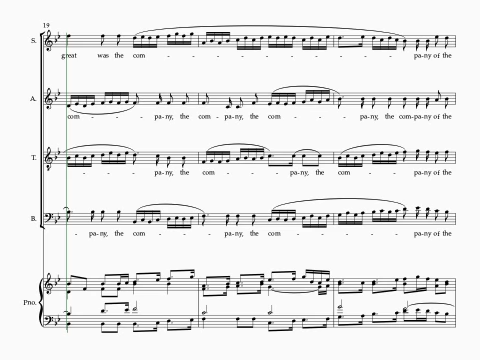 19
S.
great was the com - - - - - - - - - - - - pa-ny of the
A.
com - - - - pa-ny, the com-pa-ny, the com - - - - pa-ny, the com-pa-ny of the
T.
- - - - pa-ny, the com - - - - pa-ny, the com - - - - pa-ny of the
B.
- pa-ny, the com - - - - pa-ny, the com - - - - - - pa-ny of the
Pno.